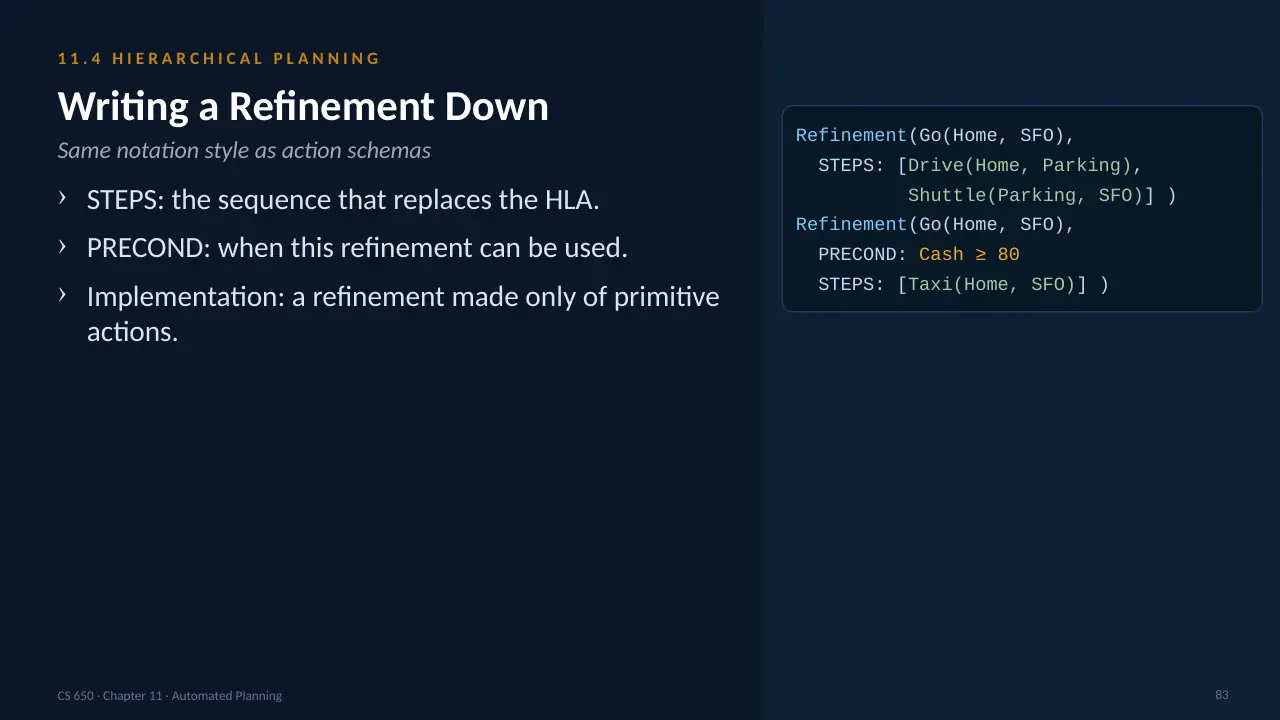 11.4 HIERARCHICAL PLANNING
Writing a Refinement Down
Same notation style as action schemas
› STEPS: the sequence that replaces the HLA.
› PRECOND: when this refinement can be used.
› Implementation: a refinement made only of primitive
actions.
Refinement(Go(Home, SFO),
  STEPS: [Drive(Home, Parking),
          Shuttle(Parking, SFO)] )
Refinement(Go(Home, SFO),
  PRECOND: Cash ≥ 80
  STEPS: [Taxi(Home, SFO)] )
CS 650 · Chapter 11 · Automated Planning
83